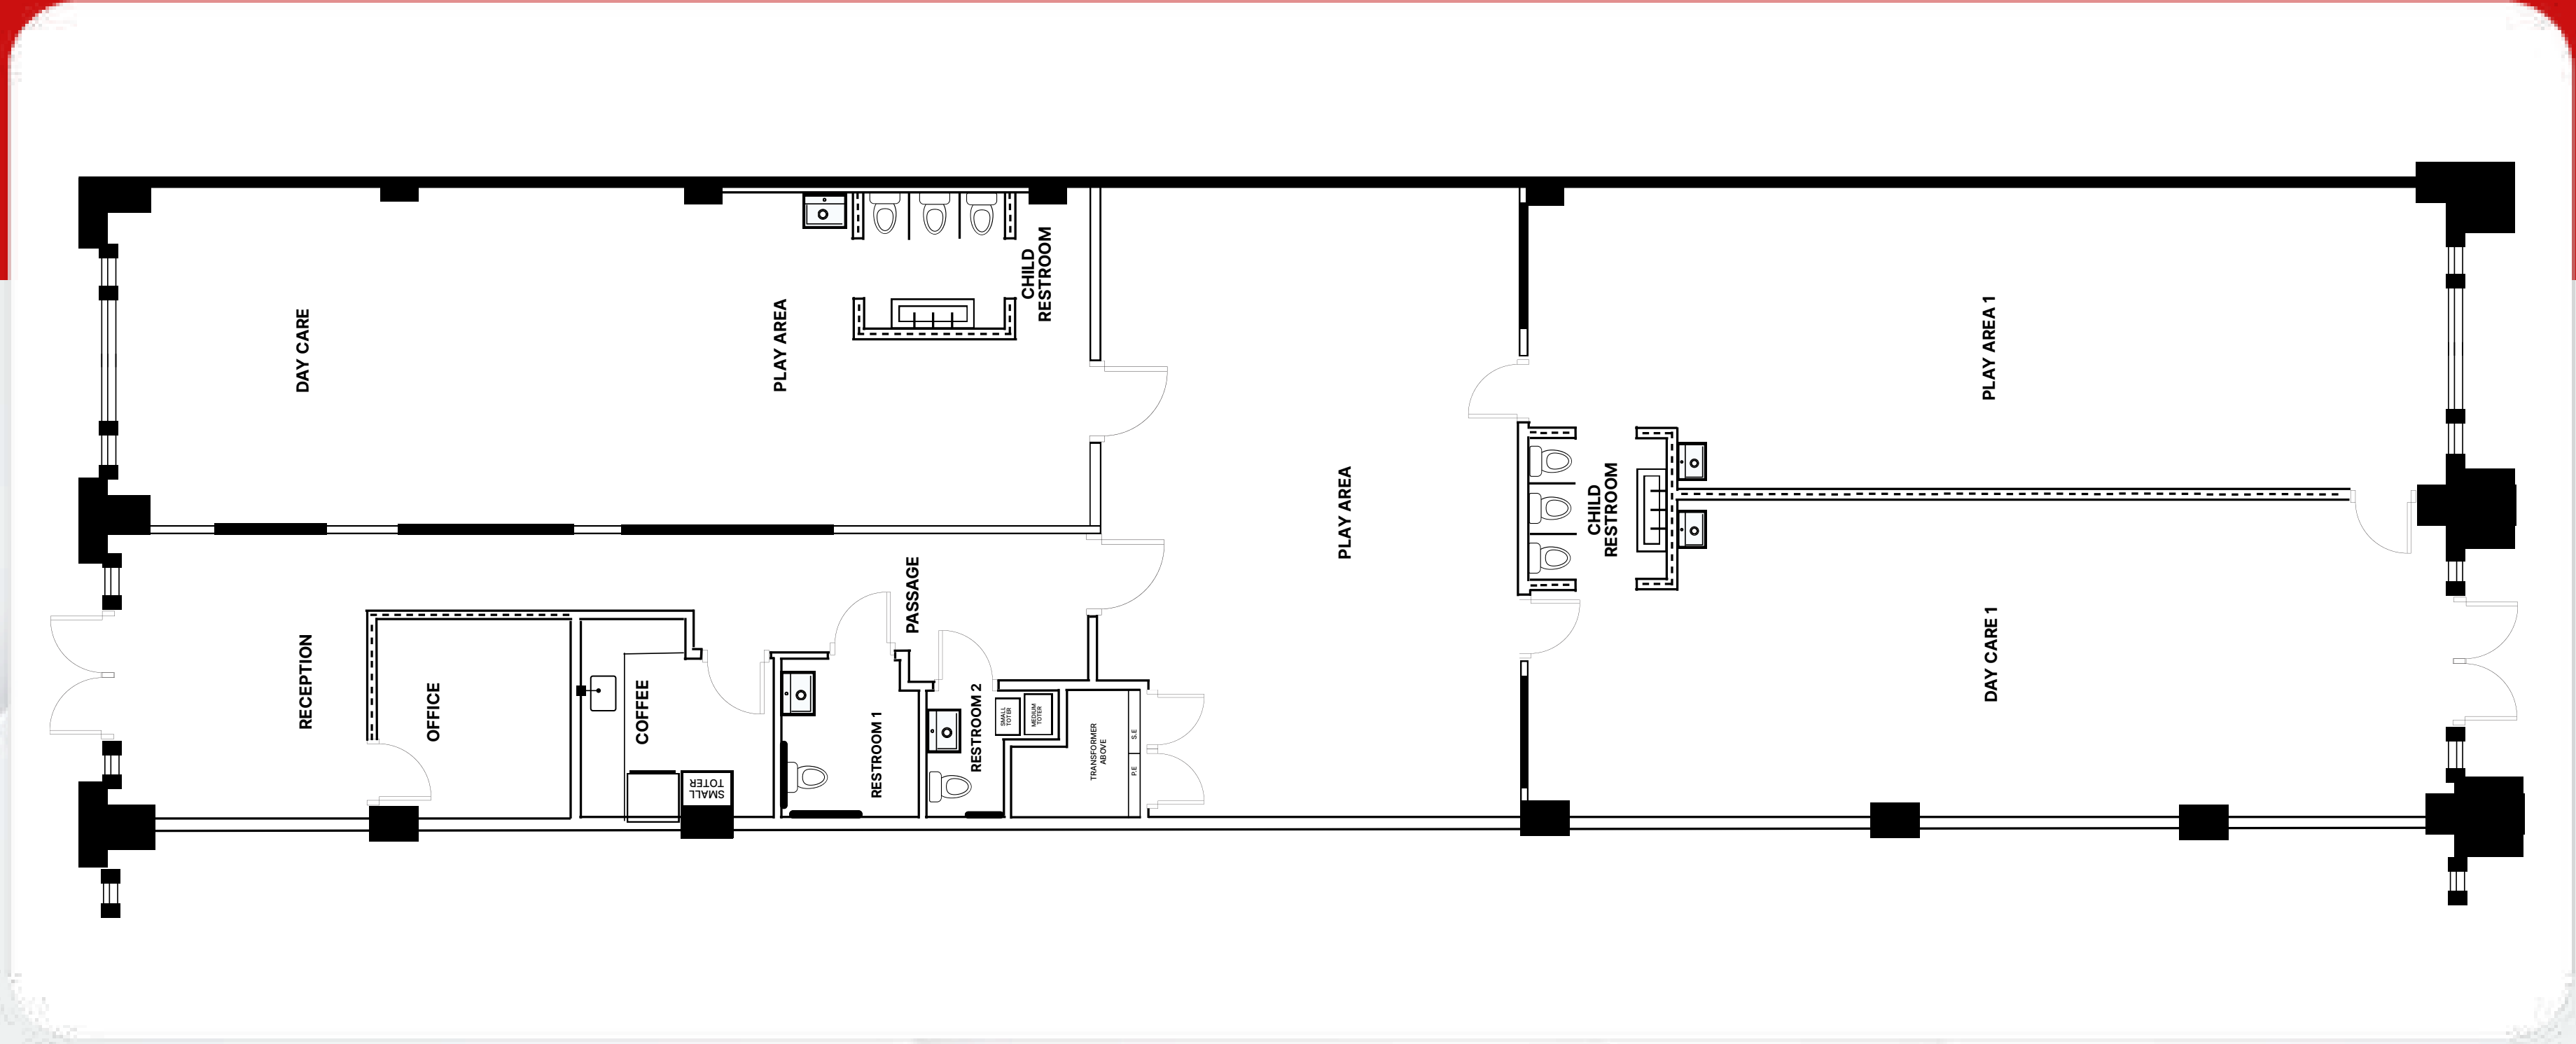 DAY CARE
PLAY AREA
CHILD
RESTROOM
PLAY AREA 1
PLAY AREA
CHILD
RESTROOM
RECEPTION
OFFICE
COFFEE
SMALL
TOTER
PASSAGE
RESTROOM 1
RESTROOM 2
SMALL
TOTER
MEDIUM
TOTER
TRANSFORMER
ABOVE
S.E
P.E
DAY CARE 1